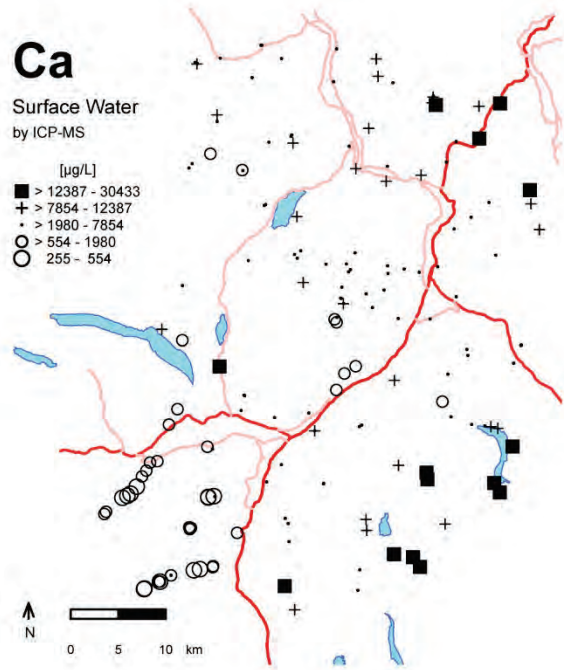 Ca
Surface Water
by ICP-MS
[µg/L]
> 12387 - 30433
> 7854 - 12387
> 1980 - 7854
> 554 - 1980
255 - 554
N
0 5 10 km